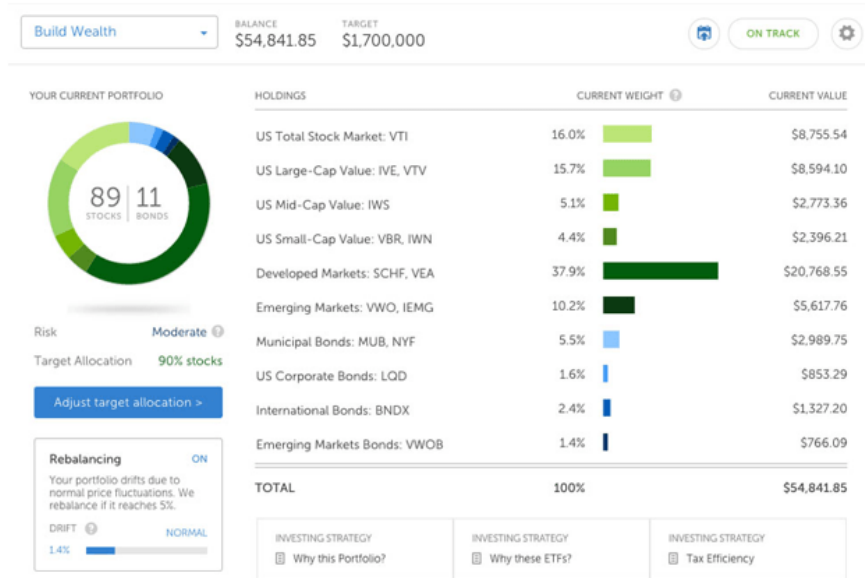 Build Wealth
BALANCE
$54,841.85
TARGET
$1,700,000
ON TRACK
YOUR CURRENT PORTFOLIO
89 | 11
STOCKS BONDS
Risk Moderate ?
Target Allocation 90% stocks
Adjust target allocation >
Rebalancing ON
Your portfolio drifts due to
normal price fluctuations. We
rebalance if it reaches 5%.
DRIFT ? NORMAL
1.4%
HOLDINGS CURRENT WEIGHT ? CURRENT VALUE
US Total Stock Market: VTI 16.0% $8,755.54
US Large-Cap Value: IVE, VTV 15.7% $8,594.10
US Mid-Cap Value: IWS 5.1% $2,773.36
US Small-Cap Value: VBR, IWN 4.4% $2,396.21
Developed Markets: SCHF, VEA 37.9% $20,768.55
Emerging Markets: VWO, IEMG 10.2% $5,617.76
Municipal Bonds: MUB, NYF 5.5% $2,989.75
US Corporate Bonds: LQD 1.6% $853.29
International Bonds: BNDX 2.4% $1,327.20
Emerging Markets Bonds: VWOB 1.4% $766.09
TOTAL 100% $54,841.85
INVESTING STRATEGY
Why this Portfolio?
INVESTING STRATEGY
Why these ETFs?
INVESTING STRATEGY
Tax Efficiency